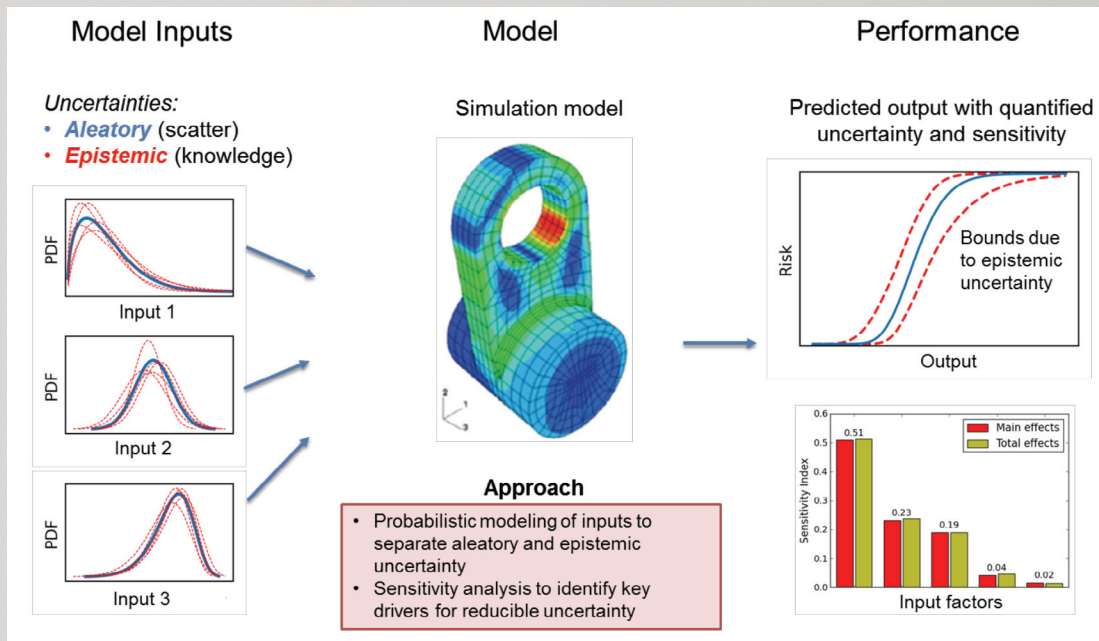 Model Inputs
Model
Performance
Uncertainties:
• Aleatory (scatter)
• Epistemic (knowledge)
PDF
Input 1
PDF
Input 2
PDF
Input 3
Simulation model
2
1
3
Approach
• Probabilistic modeling of inputs to
separate aleatory and epistemic
uncertainty
• Sensitivity analysis to identify key
drivers for reducible uncertainty
Predicted output with quantified
uncertainty and sensitivity
Risk
Bounds due
to epistemic
uncertainty
Output
Sensitivity Index
0.6
0.5
0.4
0.3
0.2
0.1
0.0
0.51
0.23
0.19
0.04
0.02
Main effects
Total effects
Input factors